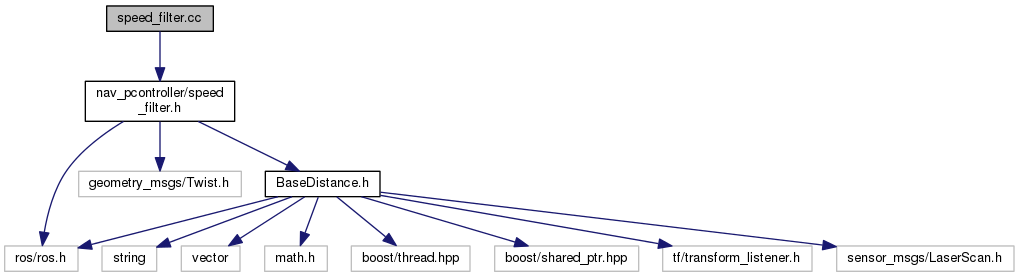 speed_filter.cc
nav_pcontroller/speed
_filter.h
geometry_msgs/Twist.h
BaseDistance.h
ros/ros.h
string
vector
math.h
boost/thread.hpp
boost/shared_ptr.hpp
tf/transform_listener.h
sensor_msgs/LaserScan.h